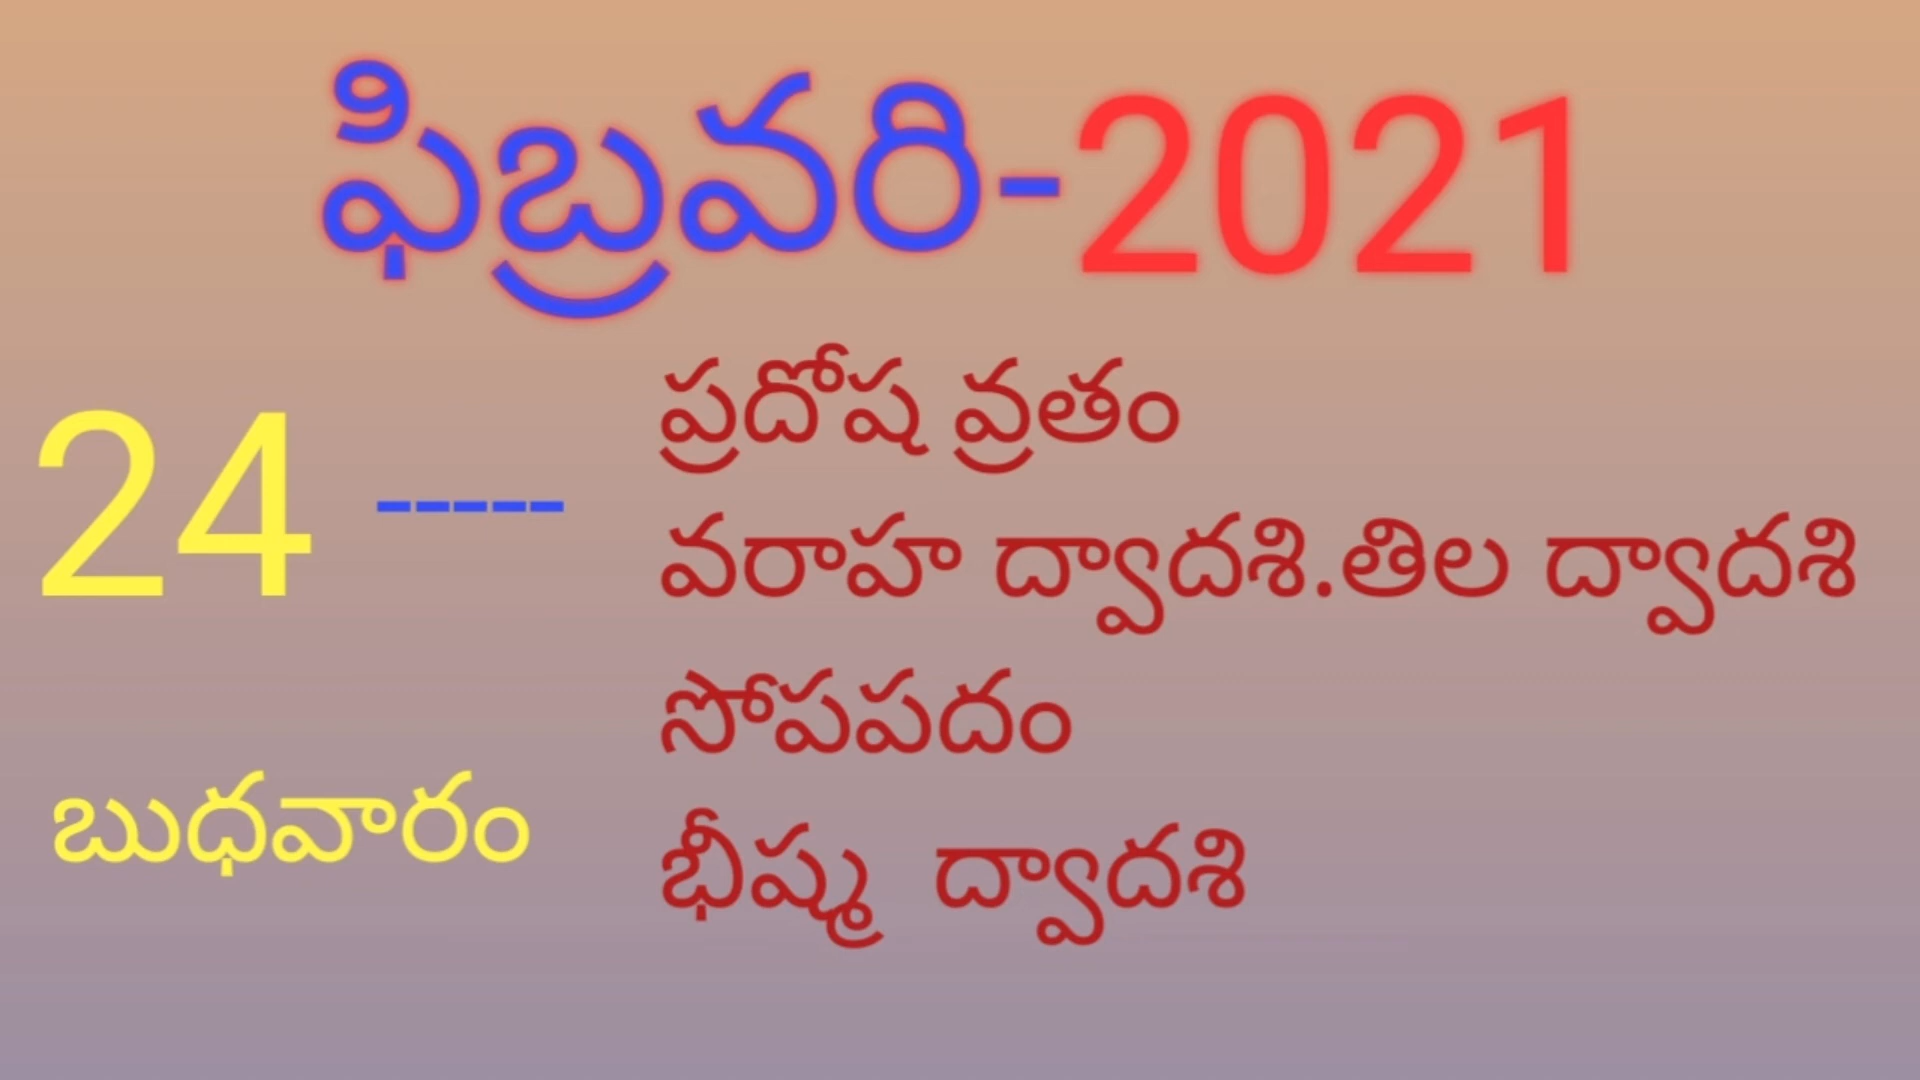 ఫిబ్రవరి-2021
24 -----
బుధవారం
ప్రదోష వ్రతం
వరాహ ద్వాదశి.తిల ద్వాదశి
సోపపదం
భీష్మ ద్వాదశి